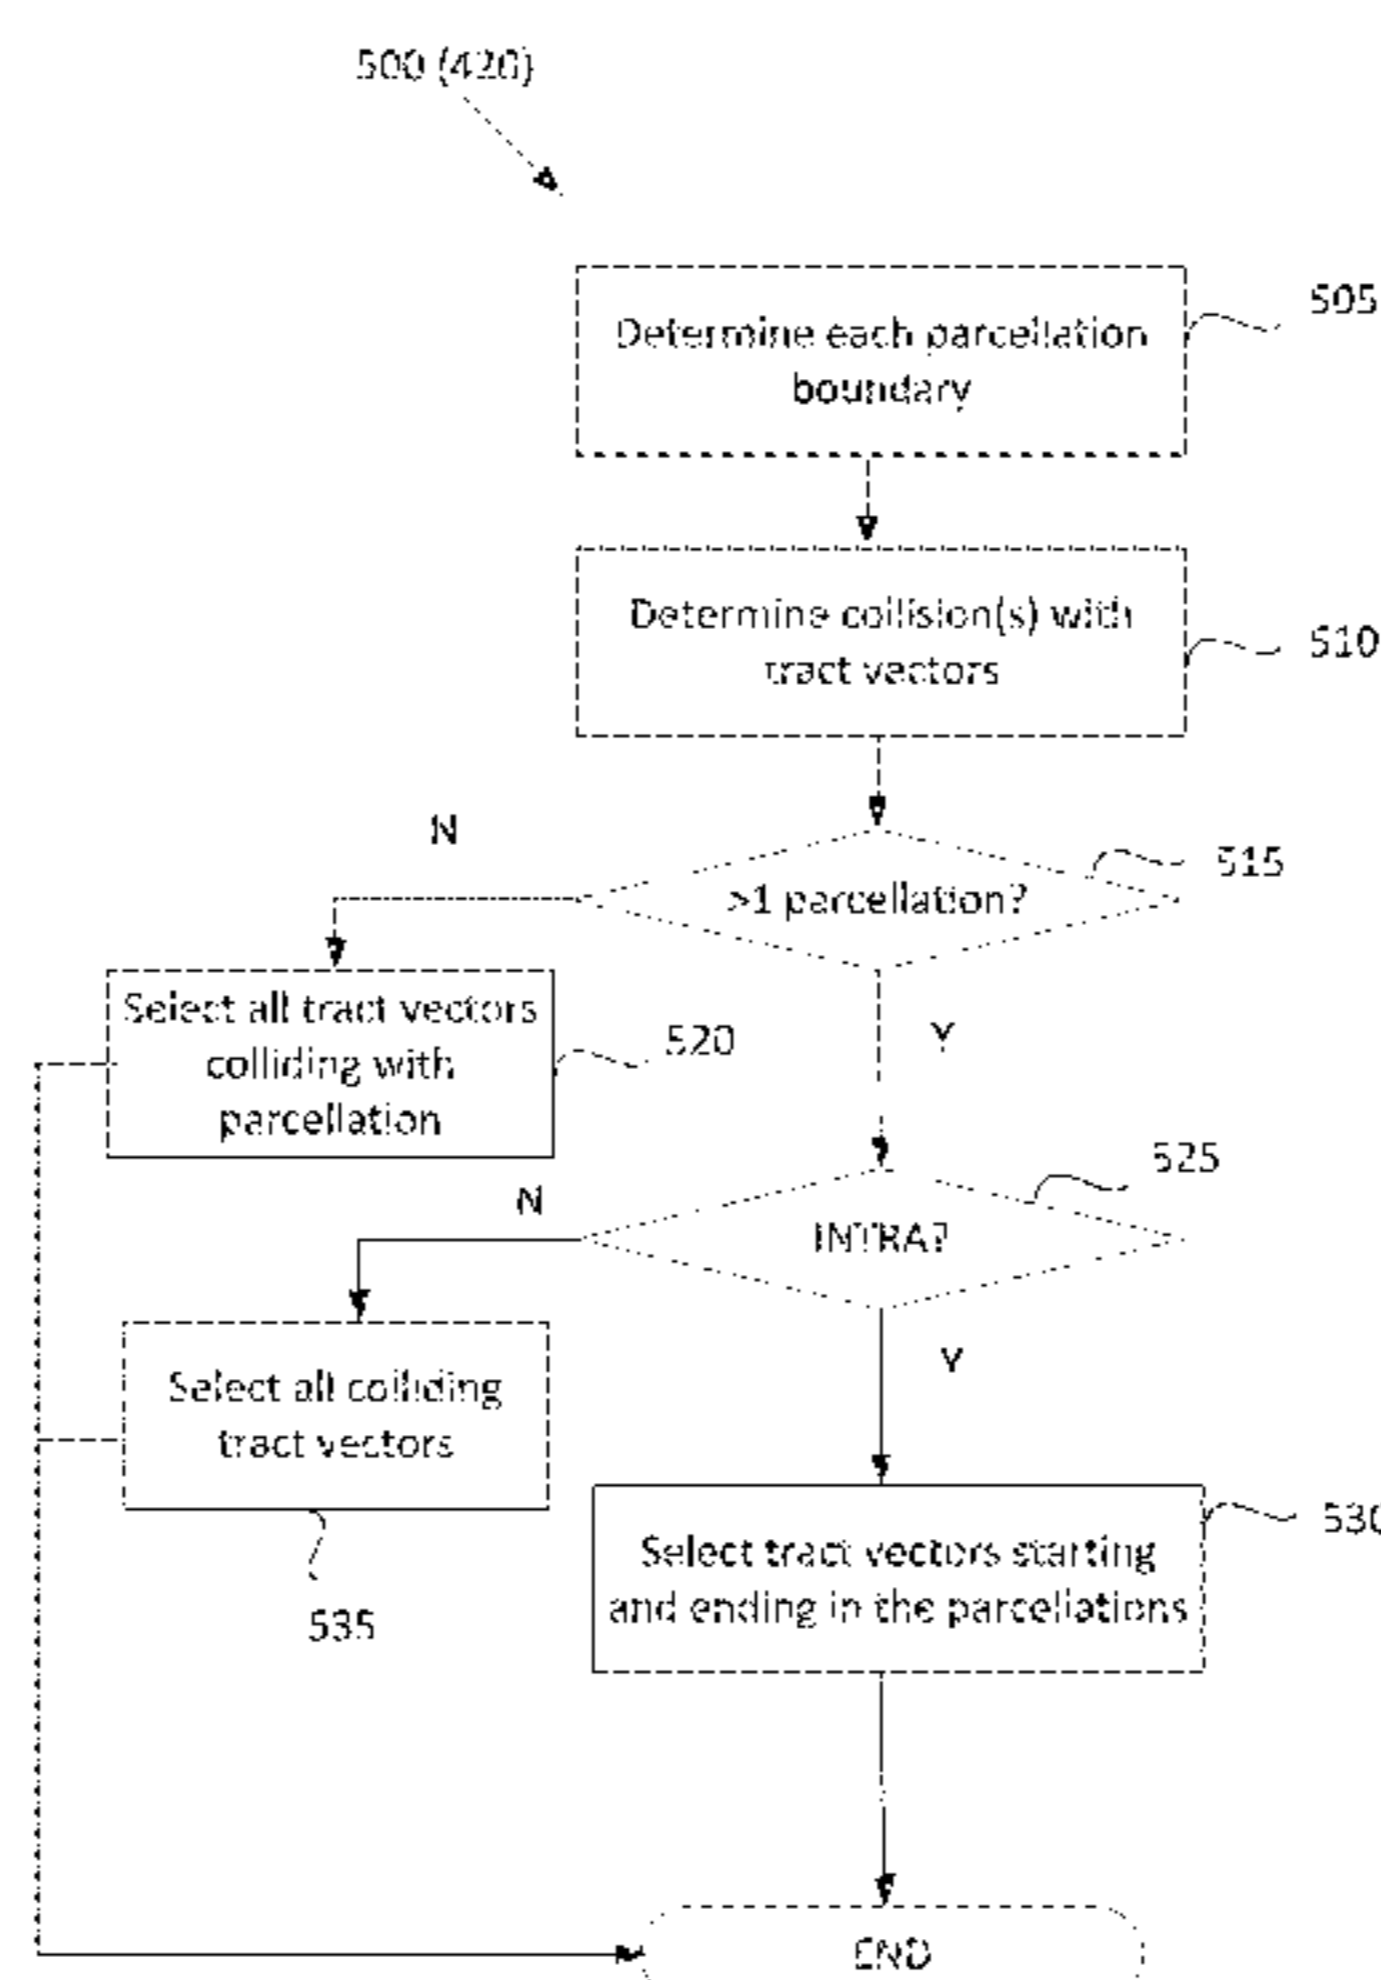 500 (420)
Determine each parcellation
boundary
505
Determine collision(s) with
tract vectors
510
N
>1 parcellation?
515
Select all tract vectors
colliding with
parcellation
520
Y
N
INTRA?
525
Select all colliding
tract vectors
535
Y
Select tract vectors starting
and ending in the parcellations
530
END